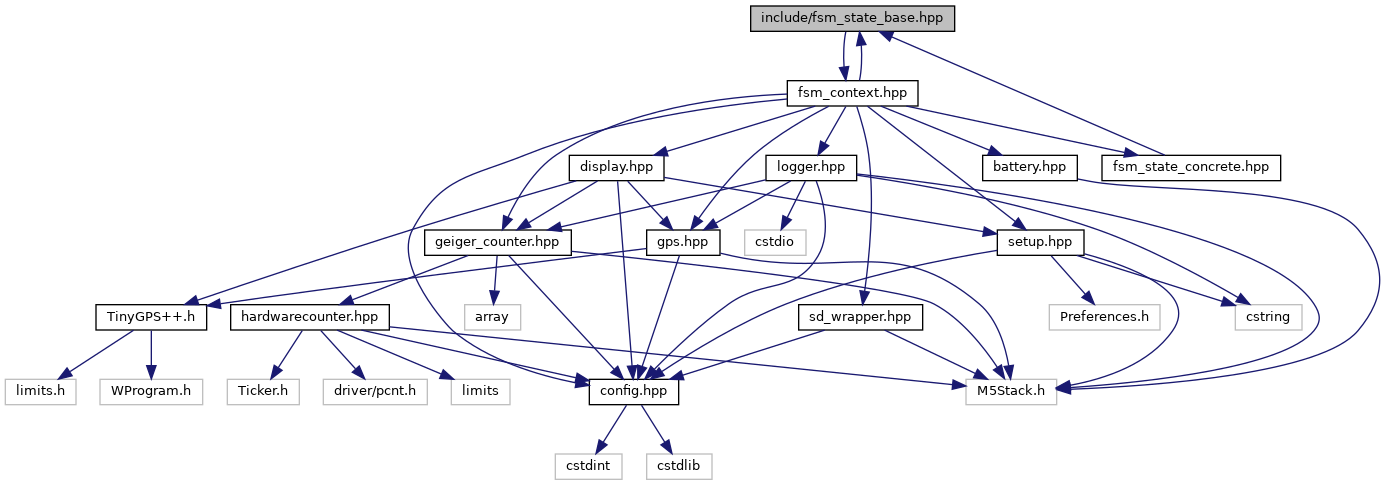 include/fsm_state_base.hpp
fsm_context.hpp
display.hpp
logger.hpp
battery.hpp
fsm_state_concrete.hpp
geiger_counter.hpp
gps.hpp
cstdio
setup.hpp
TinyGPS++.h
hardwarecounter.hpp
array
sd_wrapper.hpp
Preferences.h
cstring
limits.h
WProgram.h
Ticker.h
driver/pcnt.h
limits
config.hpp
M5Stack.h
cstdint
cstdlib